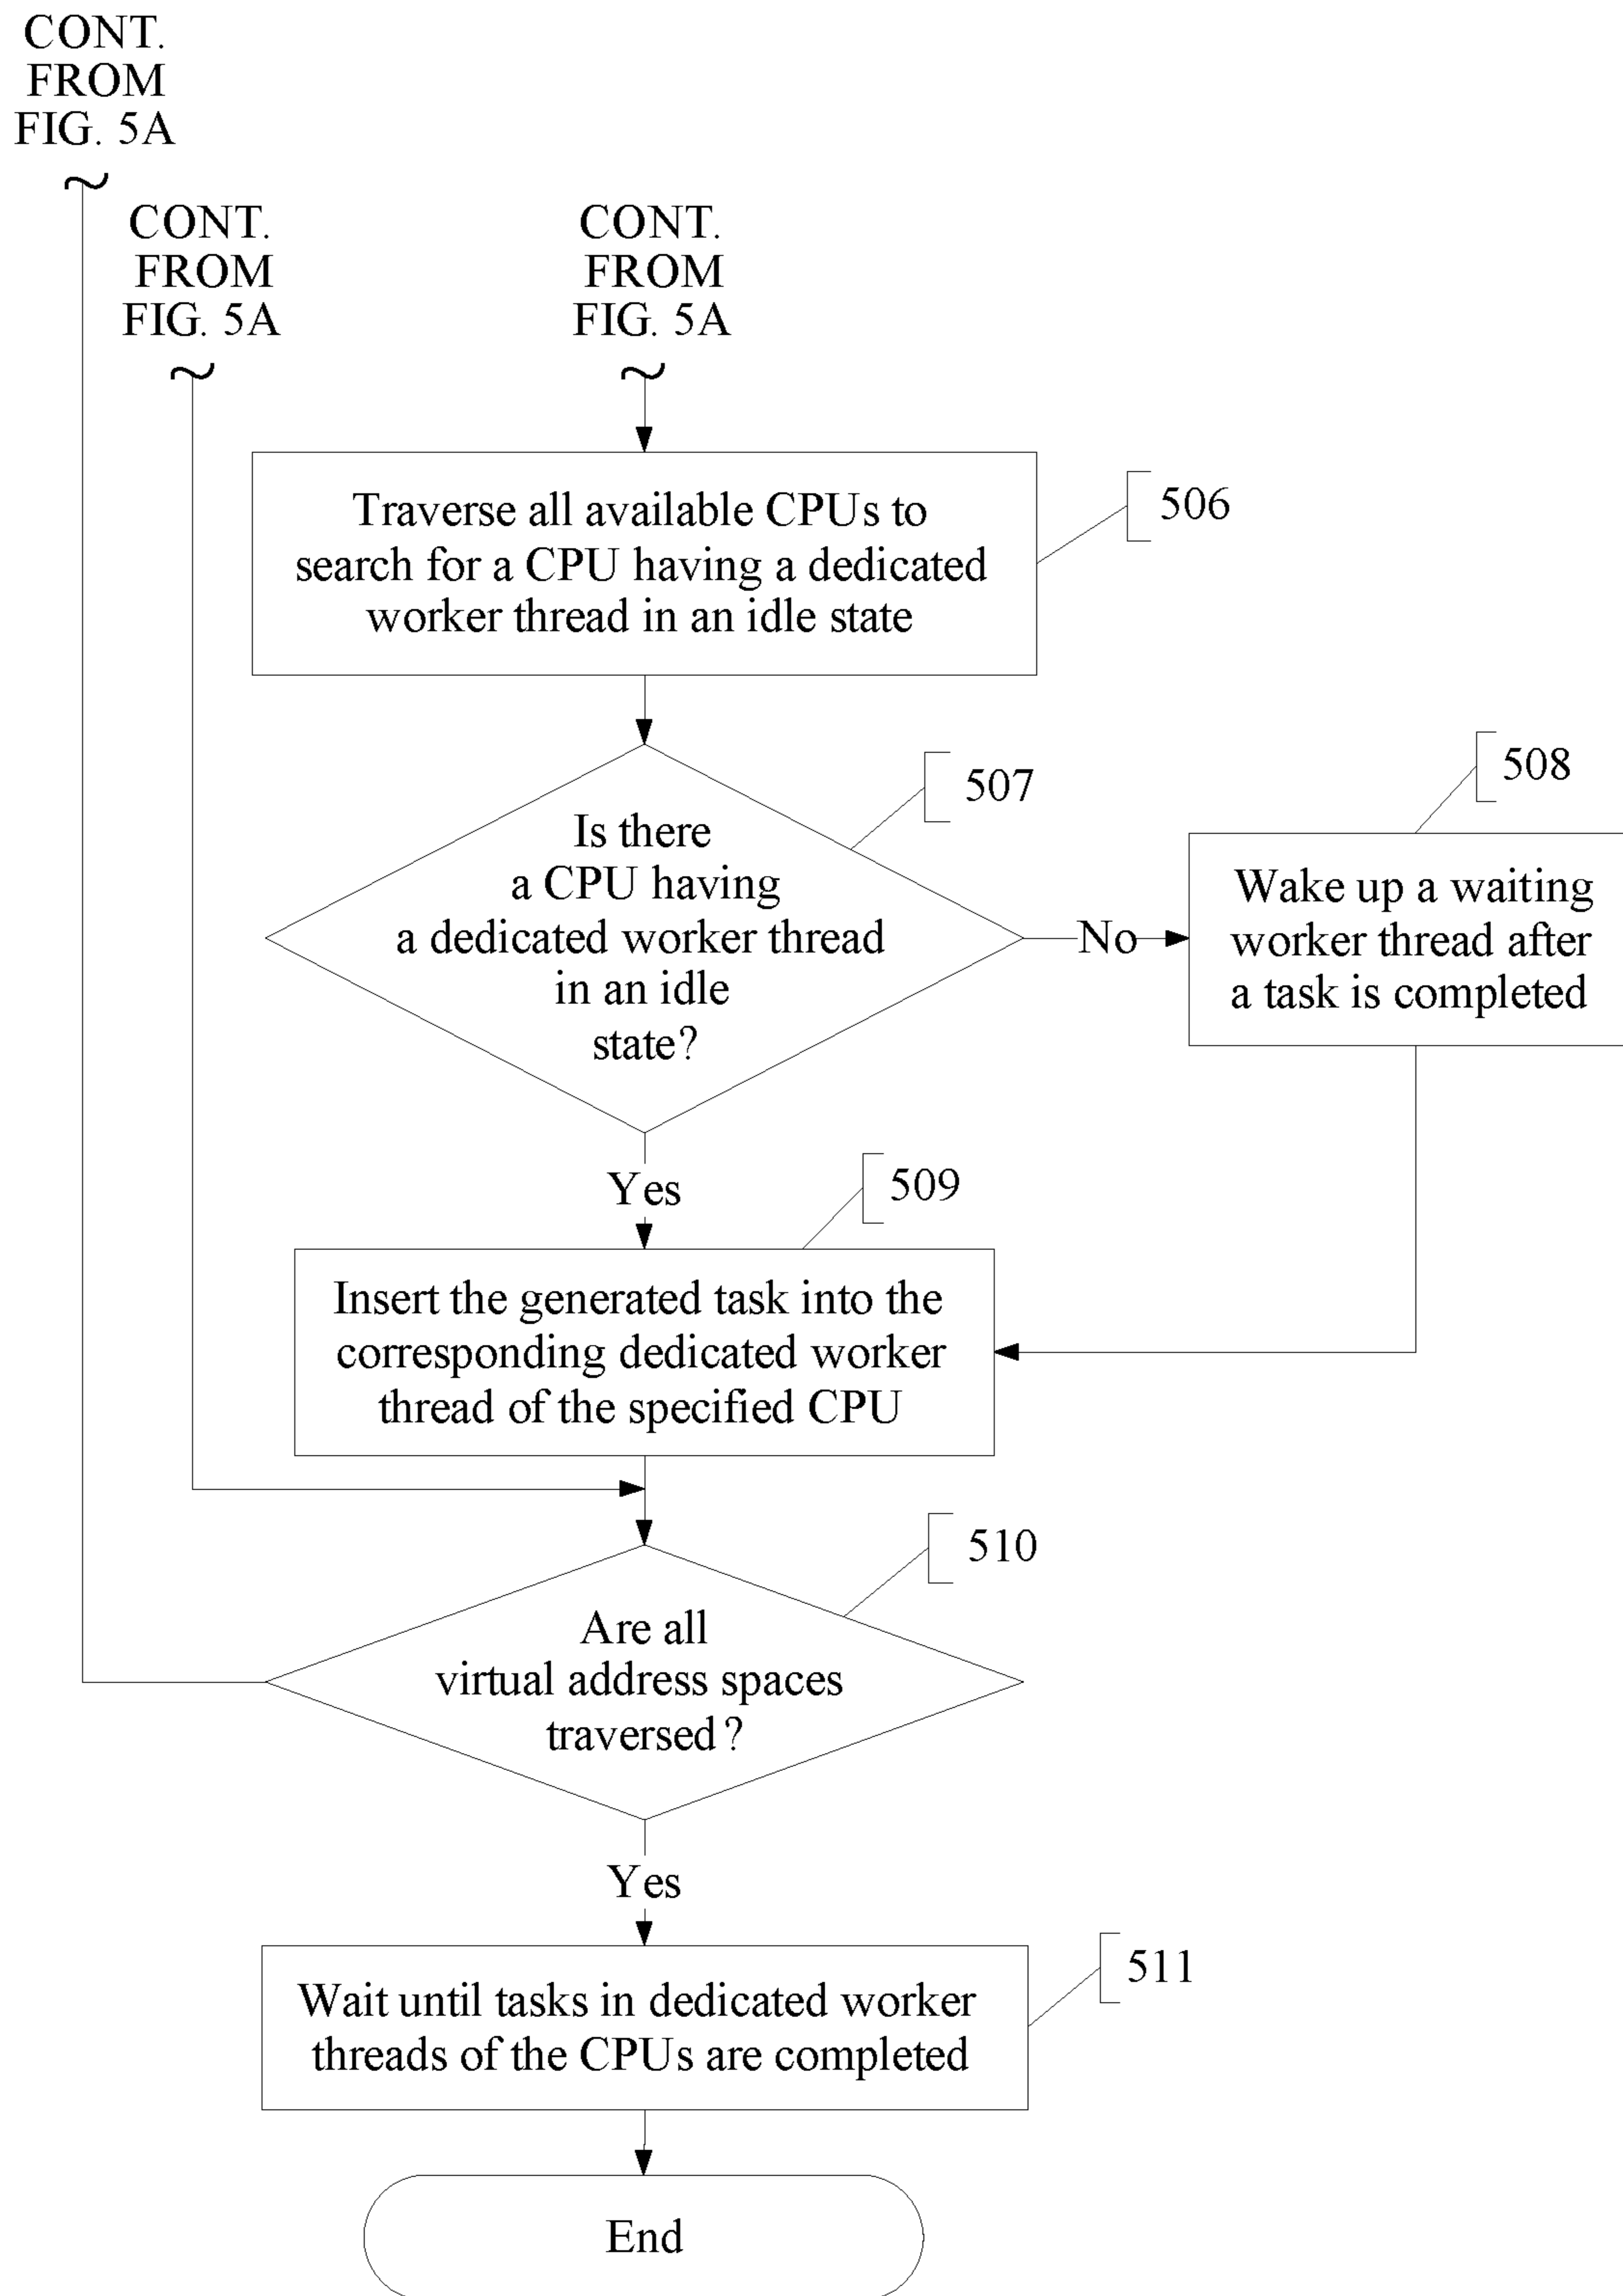 CONT.
FROM
FIG. 5A
CONT.
FROM
FIG. 5A
CONT.
FROM
FIG. 5A
Traverse all available CPUs to
search for a CPU having a dedicated
worker thread in an idle state
506
Is there
a CPU having
a dedicated worker thread
in an idle
state?
507
No
508
Wake up a waiting
worker thread after
a task is completed
Yes
509
Insert the generated task into the
corresponding dedicated worker
thread of the specified CPU
510
Are all
virtual address spaces
traversed?
Yes
511
Wait until tasks in dedicated worker
threads of the CPUs are completed
End